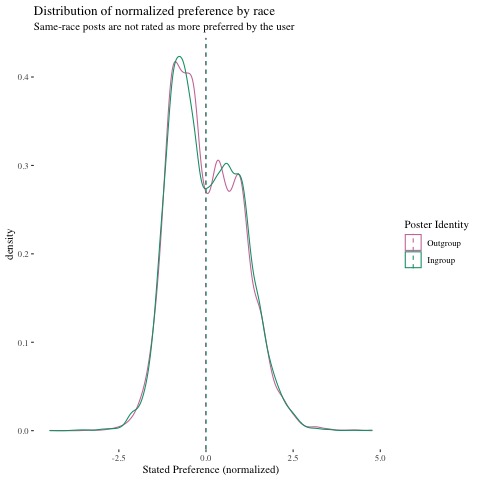 Distribution of normalized preference by race
Same-race posts are not rated as more preferred by the user
0.4
0.3
0.2
0.1
0.0
density
-2.5
0.0
2.5
5.0
Stated Preference (normalized)
Poster Identity
Outgroup
Ingroup